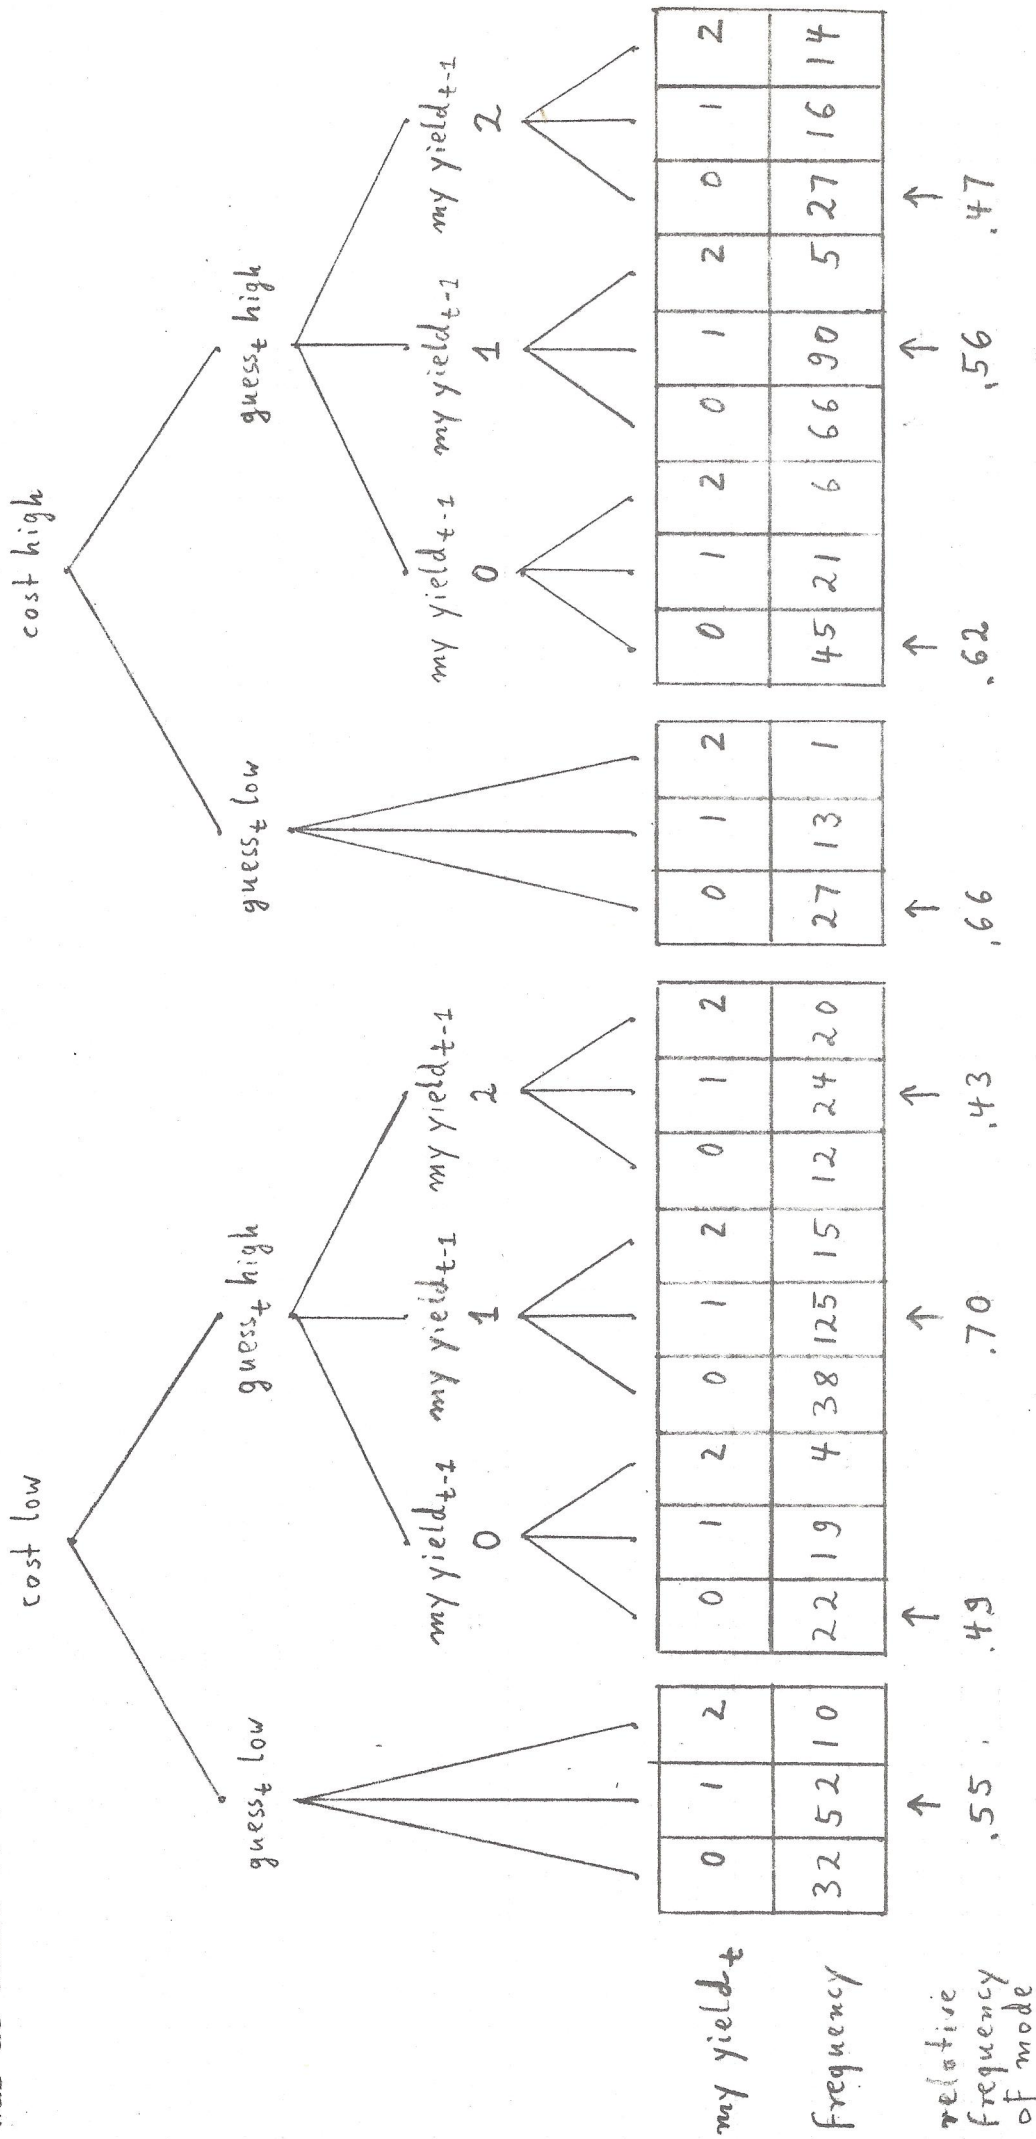 cost low cost high
guess_t low guess_t high guess_t low guess_t high
my yield_t-1 my yield_t-1 my yield_t-1 my yield_t-1 my yield_t-1 my yield_t-1
0 1 2 0 1 2
my yield_t 0 1 2 0 1 2 0 1 2 0 1 2 0 1 2 0 1 2 0 1 2 0 1 2
frequency 32 52 10 22 19 4 38 125 15 12 24 20 27 13 1 45 21 6 66 90 5 27 16 14
relative
frequency
of mode
↑ ↑ ↑ ↑ ↑ ↑ ↑ ↑
.55 .49 .70 .43 .66 .62 .56 .47